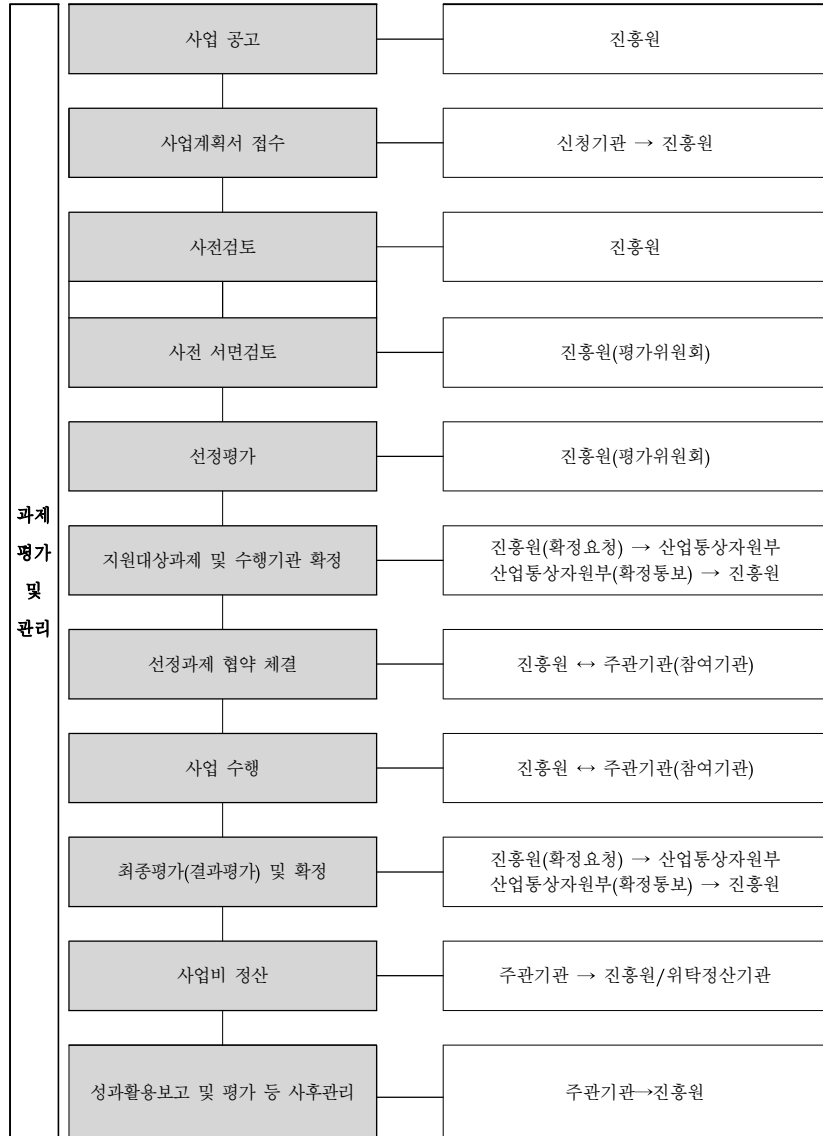 과제
평가
및
관리
사업 공고
진흥원
사업계획서 접수
신청기관 → 진흥원
사전검토
진흥원
사전 서면검토
진흥원(평가위원회)
선정평가
진흥원(평가위원회)
지원대상과제 및 수행기관 확정
진흥원(확정요청) → 산업통상자원부
산업통상자원부(확정통보) → 진흥원
선정과제 협약 체결
진흥원 ↔ 주관기관(참여기관)
사업 수행
진흥원 ↔ 주관기관(참여기관)
최종평가(결과평가) 및 확정
진흥원(확정요청) → 산업통상자원부
산업통상자원부(확정통보) → 진흥원
사업비 정산
주관기관 → 진흥원/위탁정산기관
성과활용보고 및 평가 등 사후관리
주관기관→진흥원